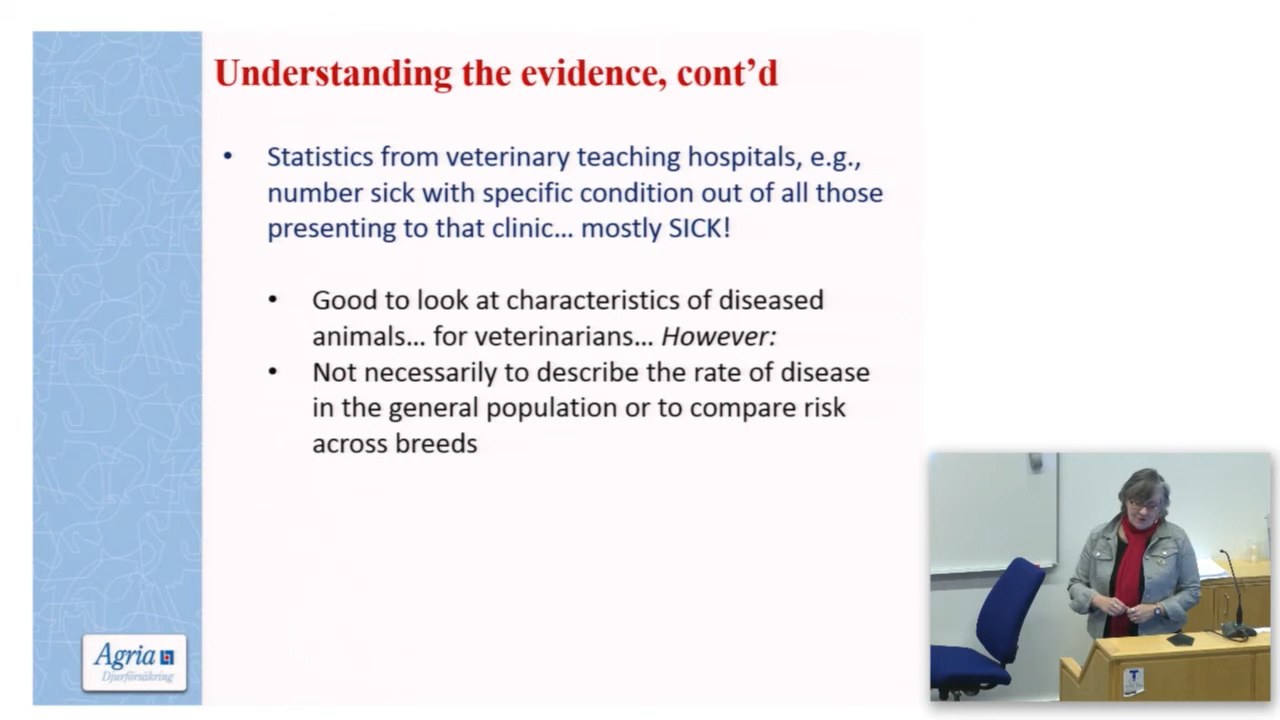 Understanding the evidence, cont’d
• Statistics from veterinary teaching hospitals, e.g.,
number sick with specific condition out of all those
presenting to that clinic… mostly SICK!
• Good to look at characteristics of diseased
animals… for veterinarians… However:
• Not necessarily to describe the rate of disease
in the general population or to compare risk
across breeds
Agria
Djurförsäkring